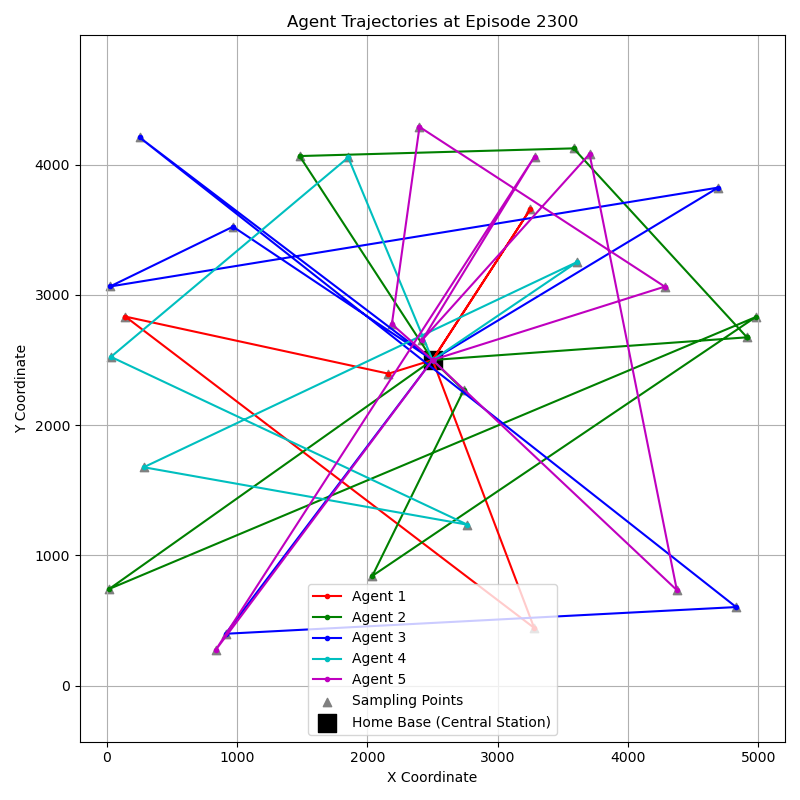 Agent Trajectories at Episode 2300
Y Coordinate
4000
3000
2000
1000
0
Agent 1
Agent 2
Agent 3
Agent 4
Agent 5
Sampling Points
Home Base (Central Station)
0 1000 2000 3000 4000 5000
X Coordinate